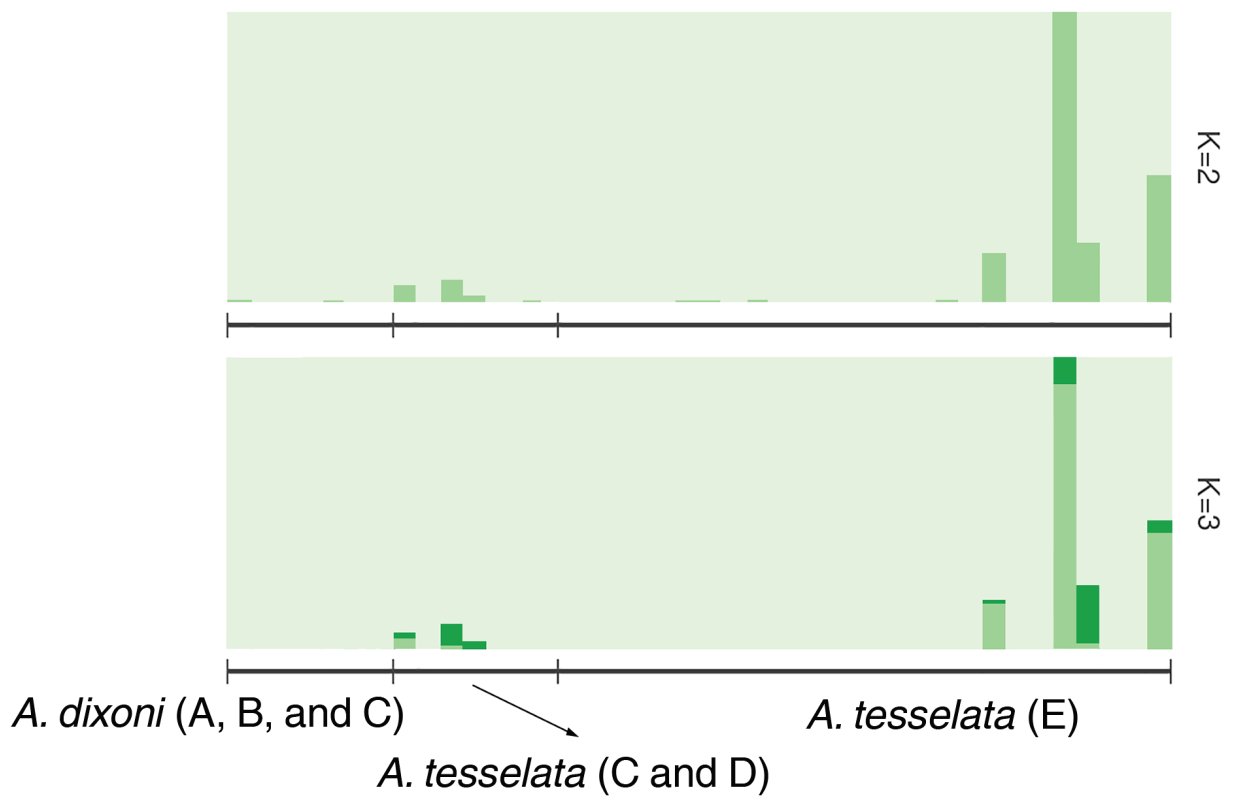 K=2
K=3
A. dixoni (A, B, and C)
A. tesselata (E)
A. tesselata (C and D)